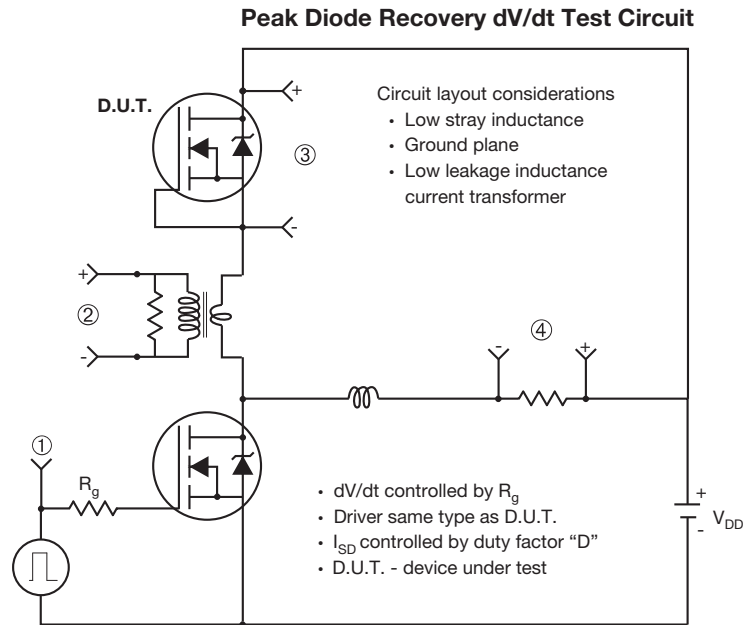 Peak Diode Recovery dV/dt Test Circuit
D.U.T.
+
-
③
Circuit layout considerations
• Low stray inductance
• Ground plane
• Low leakage inductance
current transformer
+
②
-
④
- +
①
Rg
• dV/dt controlled by Rg
• Driver same type as D.U.T.
• ISD controlled by duty factor “D”
• D.U.T. - device under test
+
-
VDD